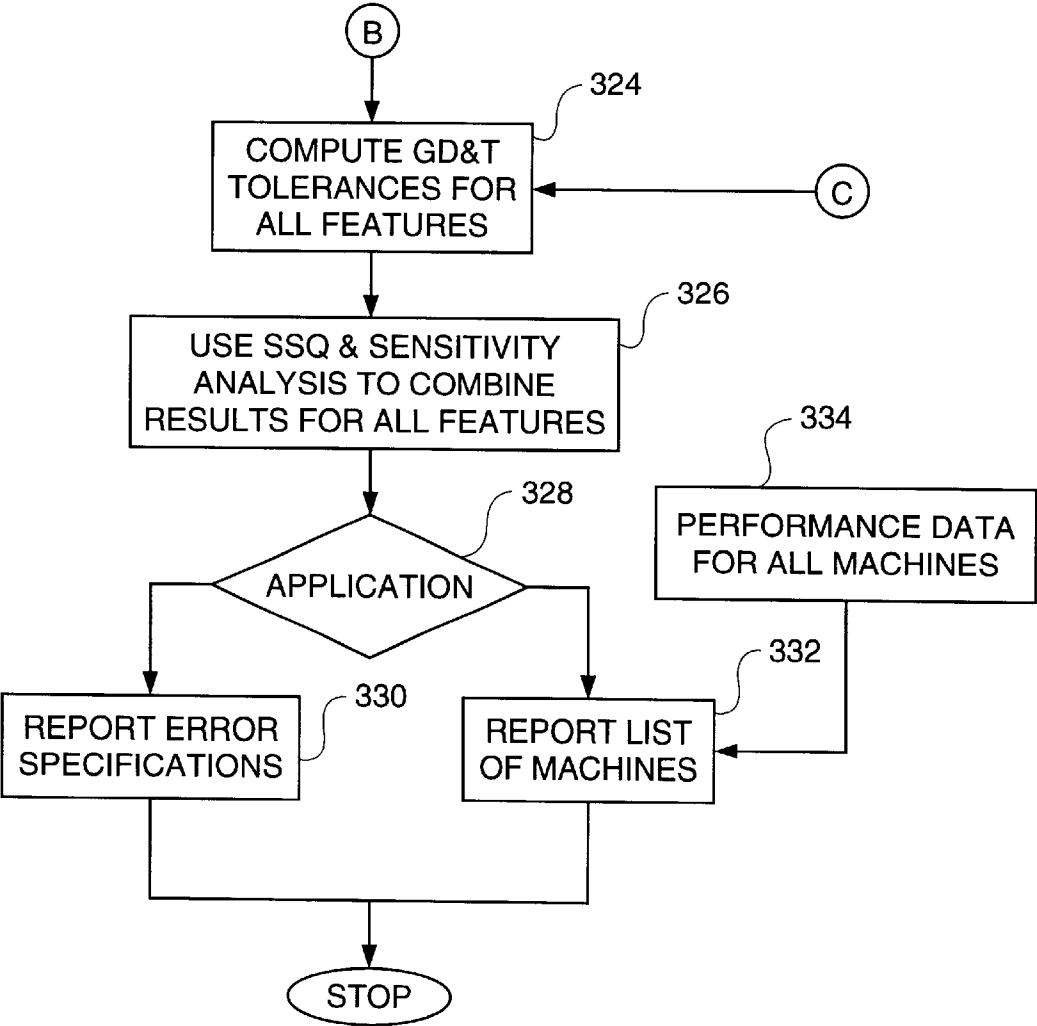 B
324
COMPUTE GD&T
TOLERANCES FOR
ALL FEATURES
C
326
USE SSQ & SENSITIVITY
ANALYSIS TO COMBINE
RESULTS FOR ALL FEATURES
334
328
PERFORMANCE DATA
FOR ALL MACHINES
APPLICATION
332
330
REPORT ERROR
SPECIFICATIONS
REPORT LIST
OF MACHINES
STOP